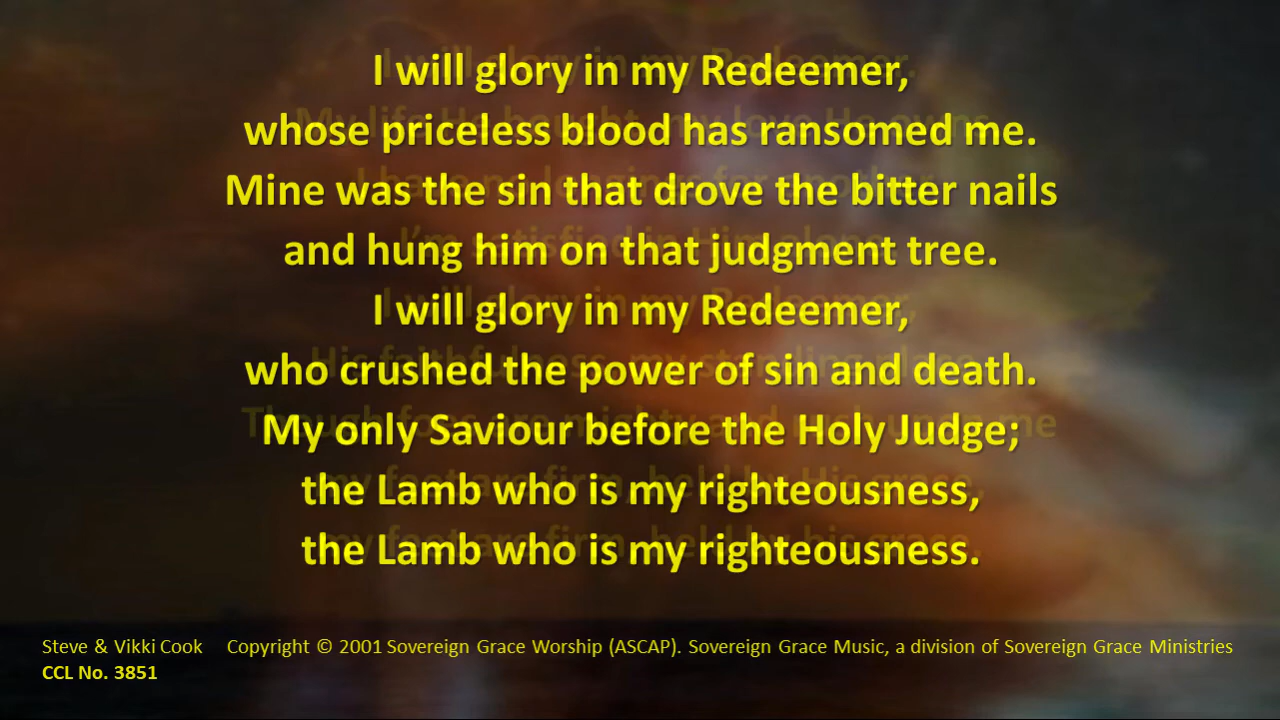 I will glory in my Redeemer,
whose priceless blood has ransomed me.
Mine was the sin that drove the bitter nails
and hung him on that judgment tree.
I will glory in my Redeemer,
who crushed the power of sin and death.
My only Saviour before the Holy Judge;
the Lamb who is my righteousness,
the Lamb who is my righteousness.
Steve & Vikki Cook Copyright © 2001 Sovereign Grace Worship (ASCAP). Sovereign Grace Music, a division of Sovereign Grace Ministries
CCL No. 3851